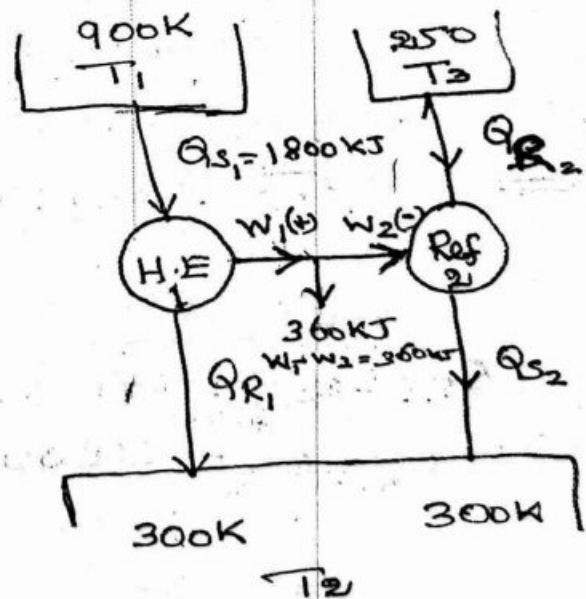 900K
T1
250
T3
QS1 = 1800KJ
QR2
W1(+)
W2(-)
H.E
1
Ref
2
360KJ
W1-W2 = 360KJ
QR1
QS2
300K
300K
T2